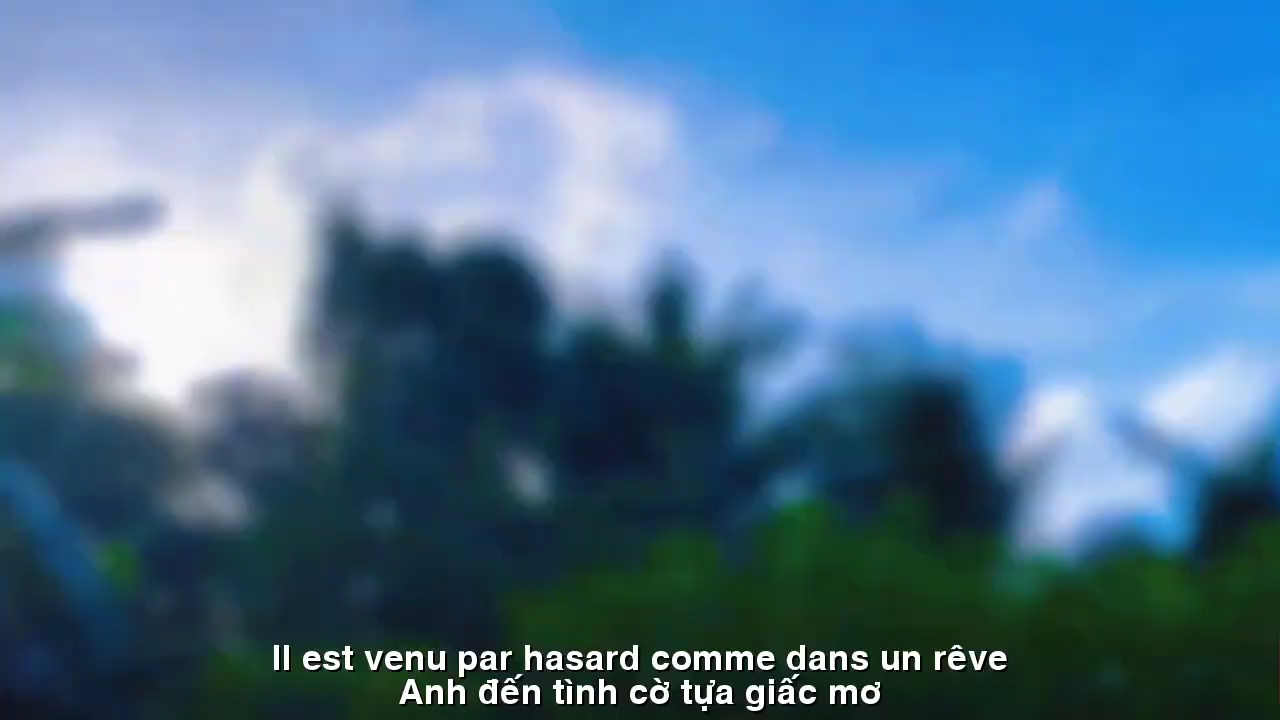 Il est venu par hasard comme dans un rêve
Anh đến tình cờ tựa giấc mơ